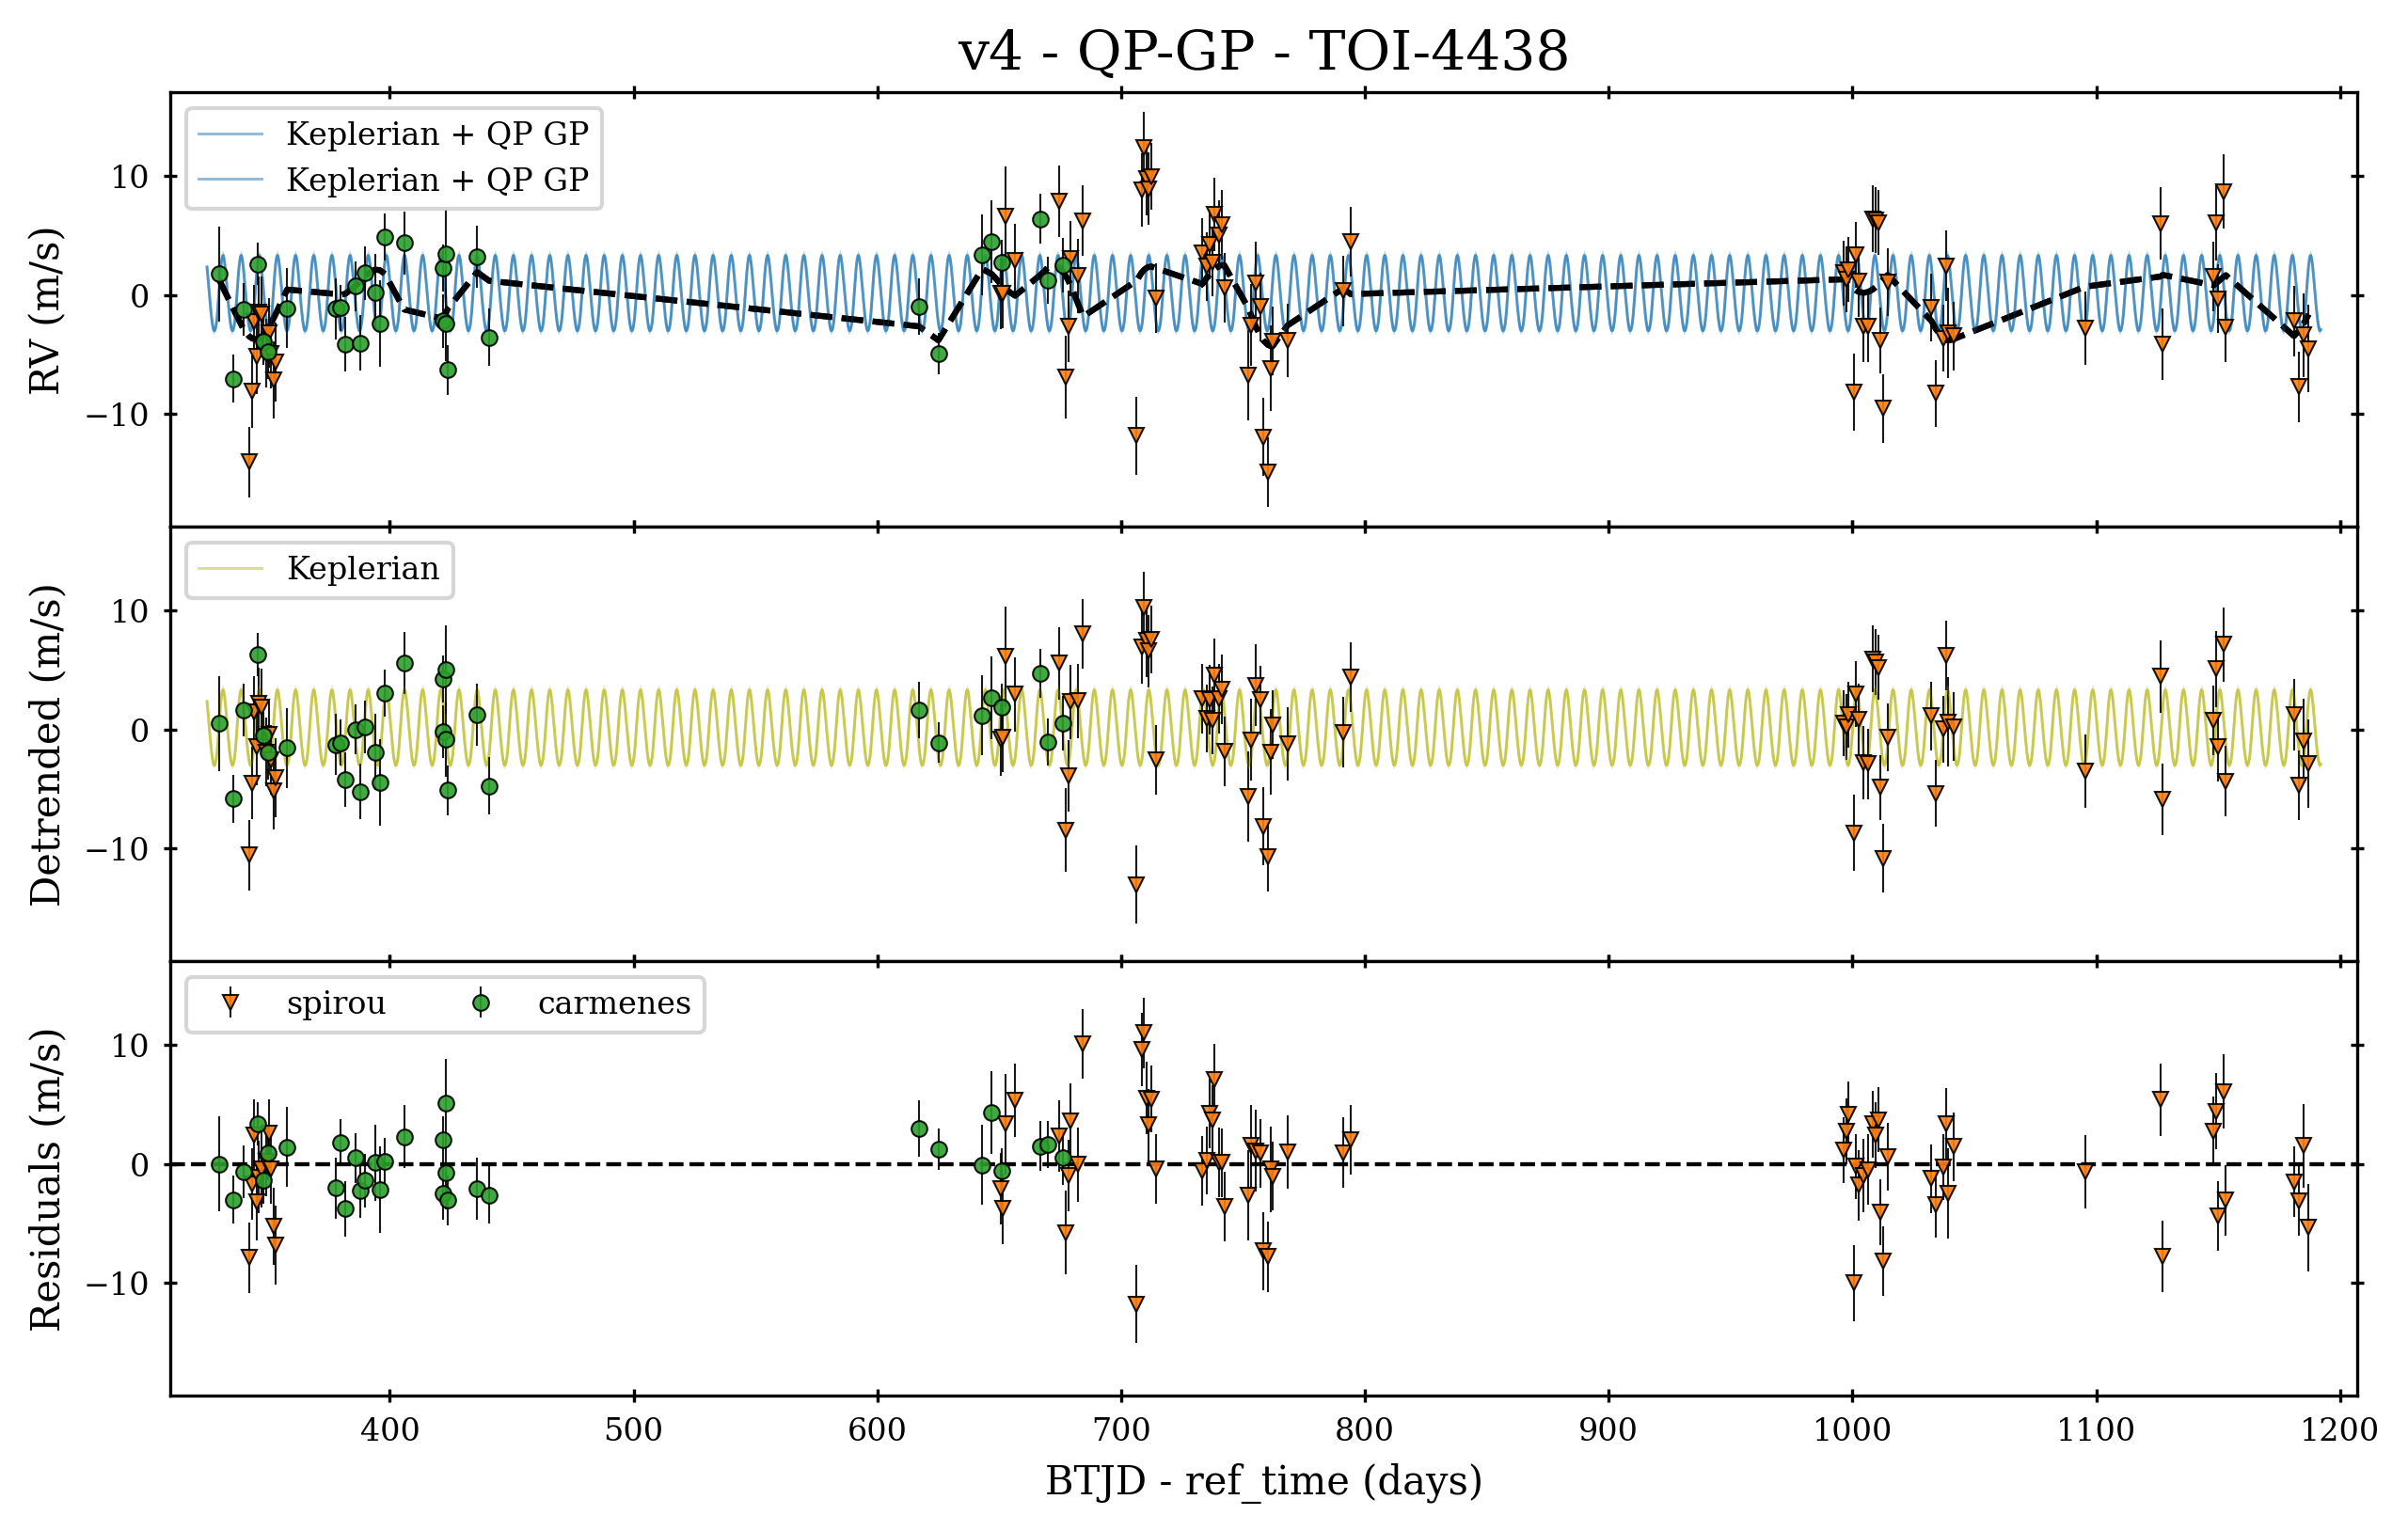 v4 - QP-GP - TOI-4438
Keplerian + QP GP
Keplerian + QP GP
RV (m/s)
10
0
−10
Keplerian
Detrended (m/s)
10
0
−10
spirou carmenes
Residuals (m/s)
10
0
−10
400 500 600 700 800 900 1000 1100 1200
BTJD - ref_time (days)